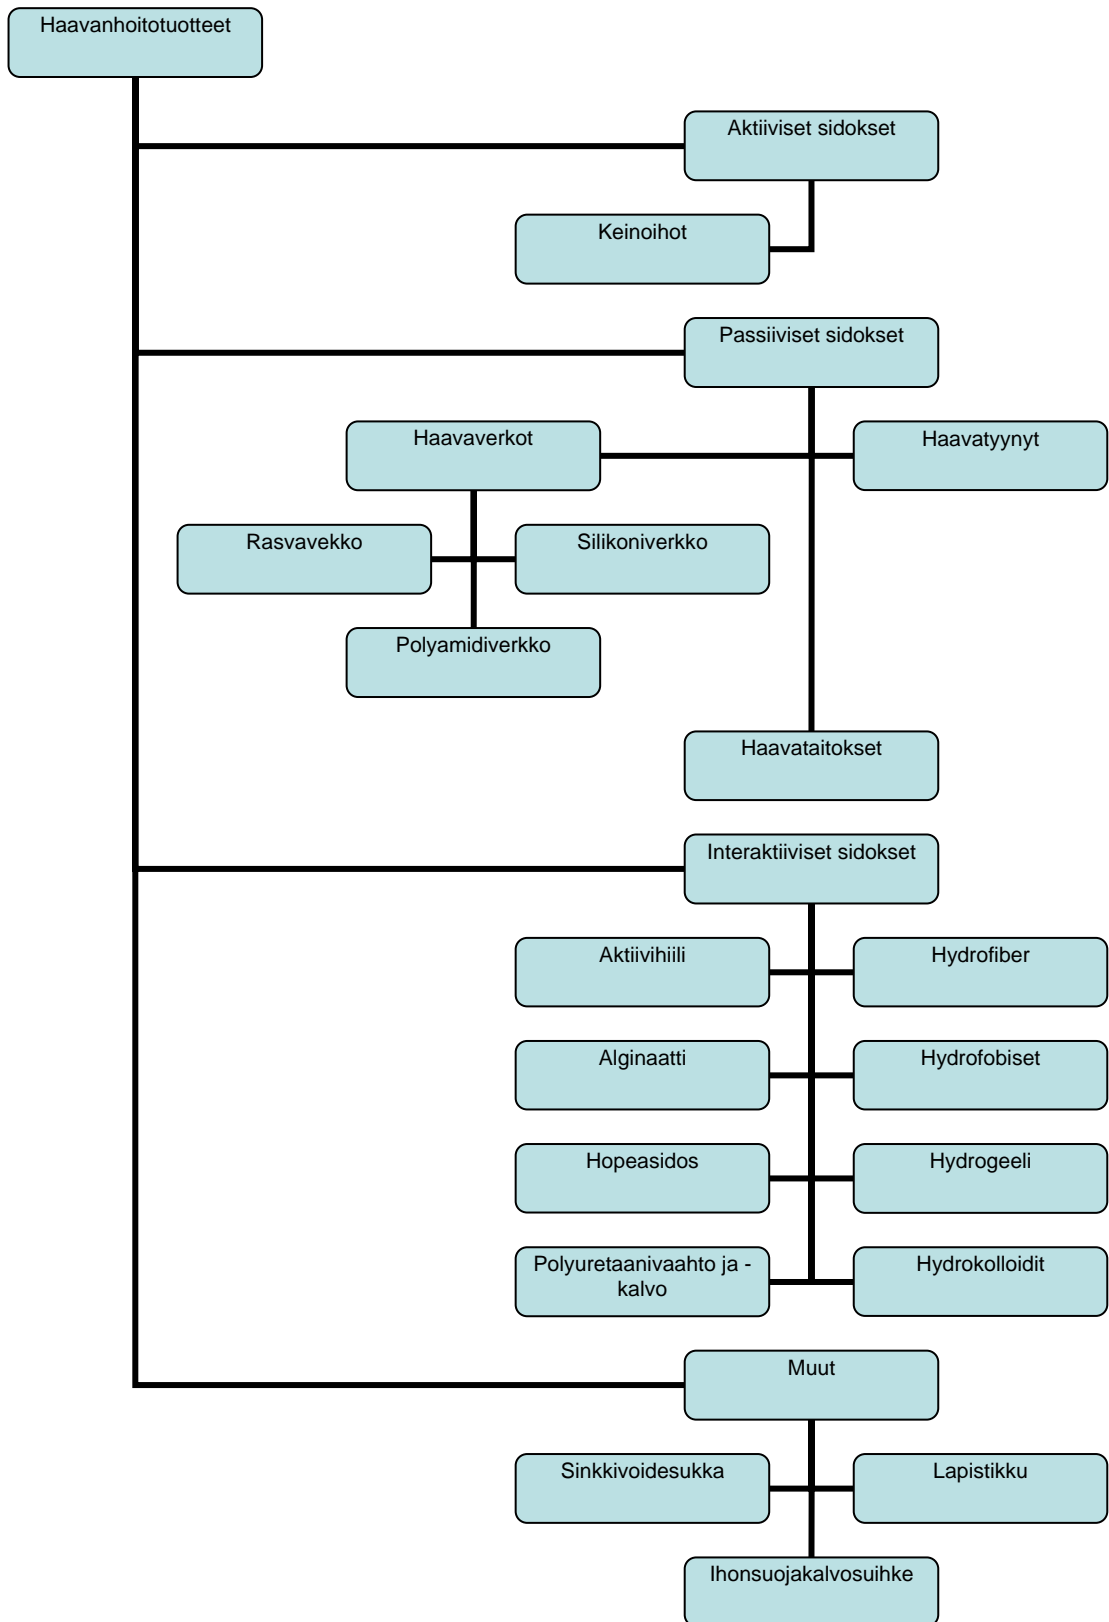 Haavanhoitotuotteet
Aktiiviset sidokset
Keinoihot
Passiiviset sidokset
Haavaverkot
Haavatyynyt
Rasvavekko
Silikoniverkko
Polyamidiverkko
Haavataitokset
Interaktiiviset sidokset
Aktiivihiili
Hydrofiber
Alginaatti
Hydrofobiset
Hopeasidos
Hydrogeeli
Polyuretaanivaahto ja -
kalvo
Hydrokolloidit
Muut
Sinkkivoidesukka
Lapistikku
Ihonsuojakalvosuihke